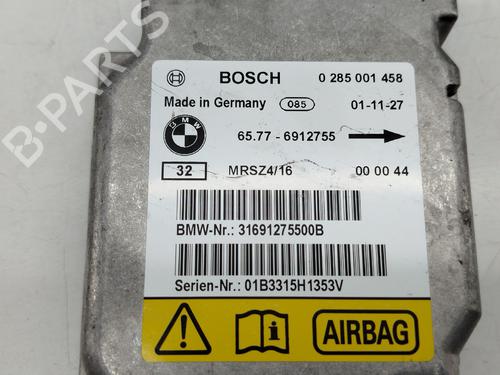 B-PARTS
BOSCH 0 285 001 458
Made in Germany 085 01-11-27
BMW 65.77 - 6912755
32 MRSZ4/16 00 00 44
BMW-Nr.: 31691275500B
Serien-Nr.: 01B3315H1353V
AIRBAG